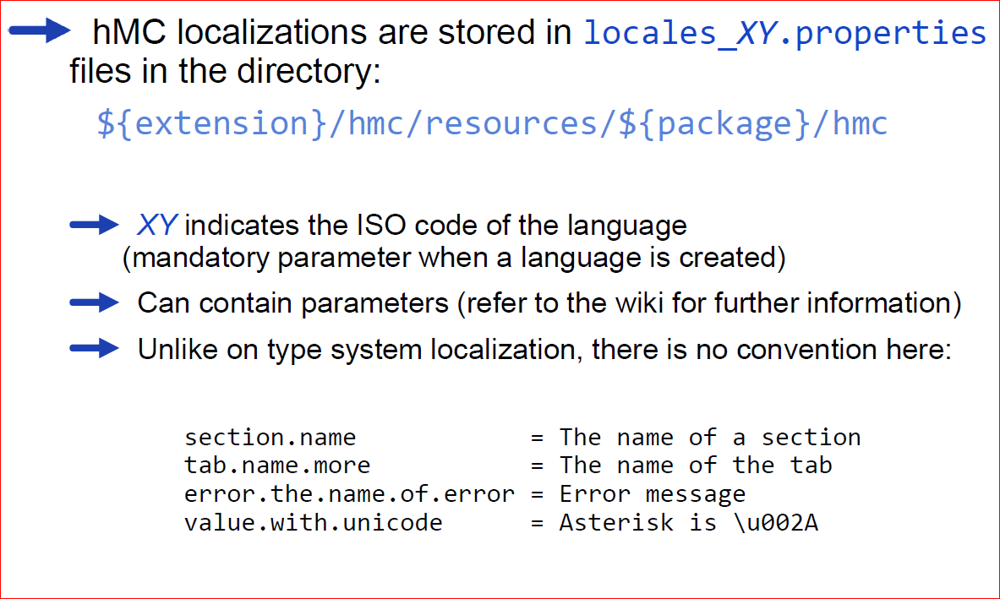 hMC localizations are stored in locales_XY.properties
files in the directory:
${extension}/hmc/resources/${package}/hmc
XY indicates the ISO code of the language
(mandatory parameter when a language is created)
Can contain parameters (refer to the wiki for further information)
Unlike on type system localization, there is no convention here:
section.name = The name of a section
tab.name.more = The name of the tab
error.the.name.of.error = Error message
value.with.unicode = Asterisk is \u002A